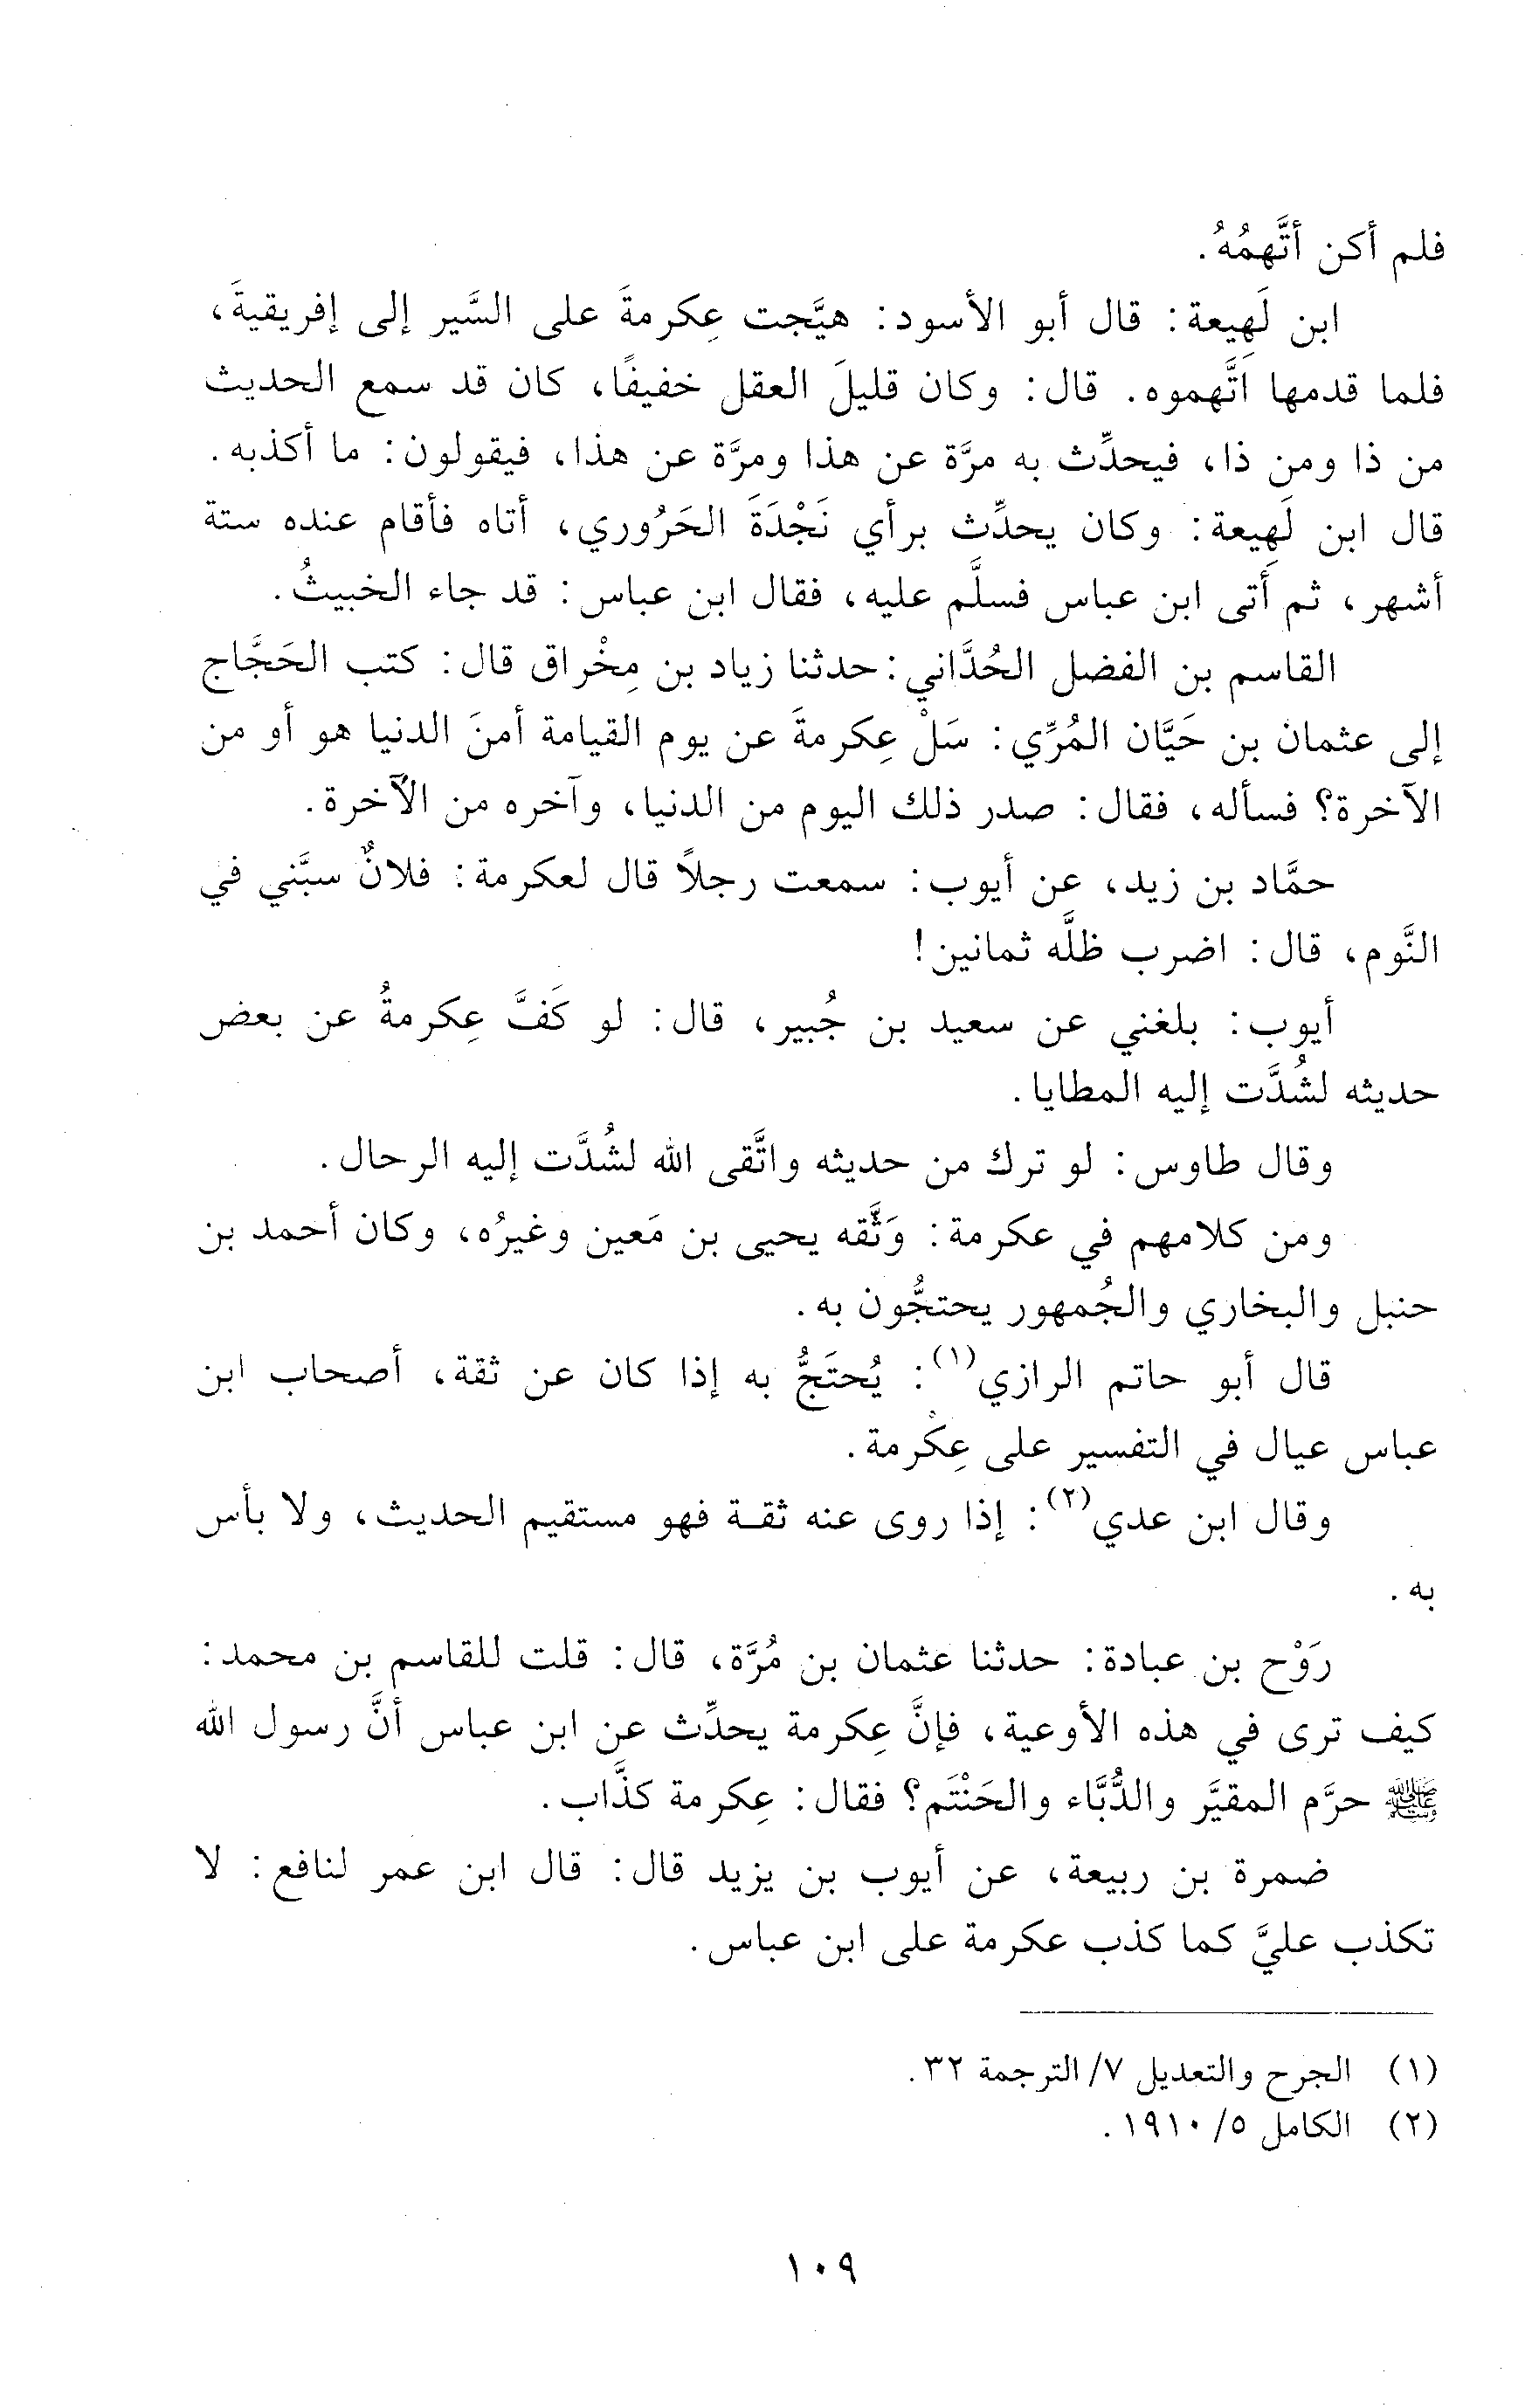 فلم أكن أتَّهمُهُ.
ابن لَهِيعة: قال أبو الأسود: هيَّجت عِكرمةَ على السَّير إلى إفريقيةَ،
فلما قدمها اتَّهموه. قال: وكان قليلَ العقل خفيفًا، كان قد سمع الحديث
من ذا ومن ذا، فيحدِّث به مرَّة عن هذا ومرَّة عن هذا، فيقولون: ما أكذبه.
قال ابن لَهِيعة: وكان يحدِّث برأي نَجْدَةَ الحَرُوري، أتاه فأقام عنده ستة
أشهر، ثم أتى ابن عباس فسلَّم عليه، فقال ابن عباس: قد جاء الخبيثُ.
القاسم بن الفضل الحُدَّاني: حدثنا زياد بن مِخْراق قال: كتب الحَجَّاج
إلى عثمان بن حَيَّان المُرِّي: سَلْ عِكرمةَ عن يوم القيامة أمنَ الدنيا هو أو من
الآخرة؟ فسأله، فقال: صدر ذلك اليوم من الدنيا، وآخره من الآخرة.
حمَّاد بن زيد، عن أيوب: سمعت رجلاً قال لعكرمة: فلانٌ سبَّني في
النَّوم، قال: اضرب ظلَّه ثمانين!
أيوب: بلغني عن سعيد بن جُبير، قال: لو كَفَّ عِكرمةُ عن بعض
حديثه لشُدَّت إليه المطايا.
وقال طاوس: لو ترك من حديثه واتَّقى الله لشُدَّت إليه الرحال.
ومن كلامهم في عكرمة: وَثَّقه يحيى بن مَعين وغيرُه، وكان أحمد بن
حنبل والبخاري والجُمهور يحتجُّون به.
قال أبو حاتم الرازي(١): يُحتَجُّ به إذا كان عن ثقة، أصحاب ابن
عباس عيال في التفسير على عِكْرمة.
وقال ابن عدي(٢): إذا روى عنه ثقة فهو مستقيم الحديث، ولا بأس
به.
رَوْح بن عبادة: حدثنا عثمان بن مُرَّة، قال: قلت للقاسم بن محمد:
كيف ترى في هذه الأوعية، فإنَّ عِكرمة يحدِّث عن ابن عباس أنَّ رسول الله
ﷺ حرَّم المقيَّر والدُّبَّاء والحَنْتَم؟ فقال: عِكرمة كذَّاب.
ضمرة بن ربيعة، عن أيوب بن يزيد قال: قال ابن عمر لنافع: لا
تكذب عليَّ كما كذب عكرمة على ابن عباس.
(١) الجرح والتعديل ٧/ الترجمة ٣٢.
(٢) الكامل ٥/ ١٩١٠.
١٠٩